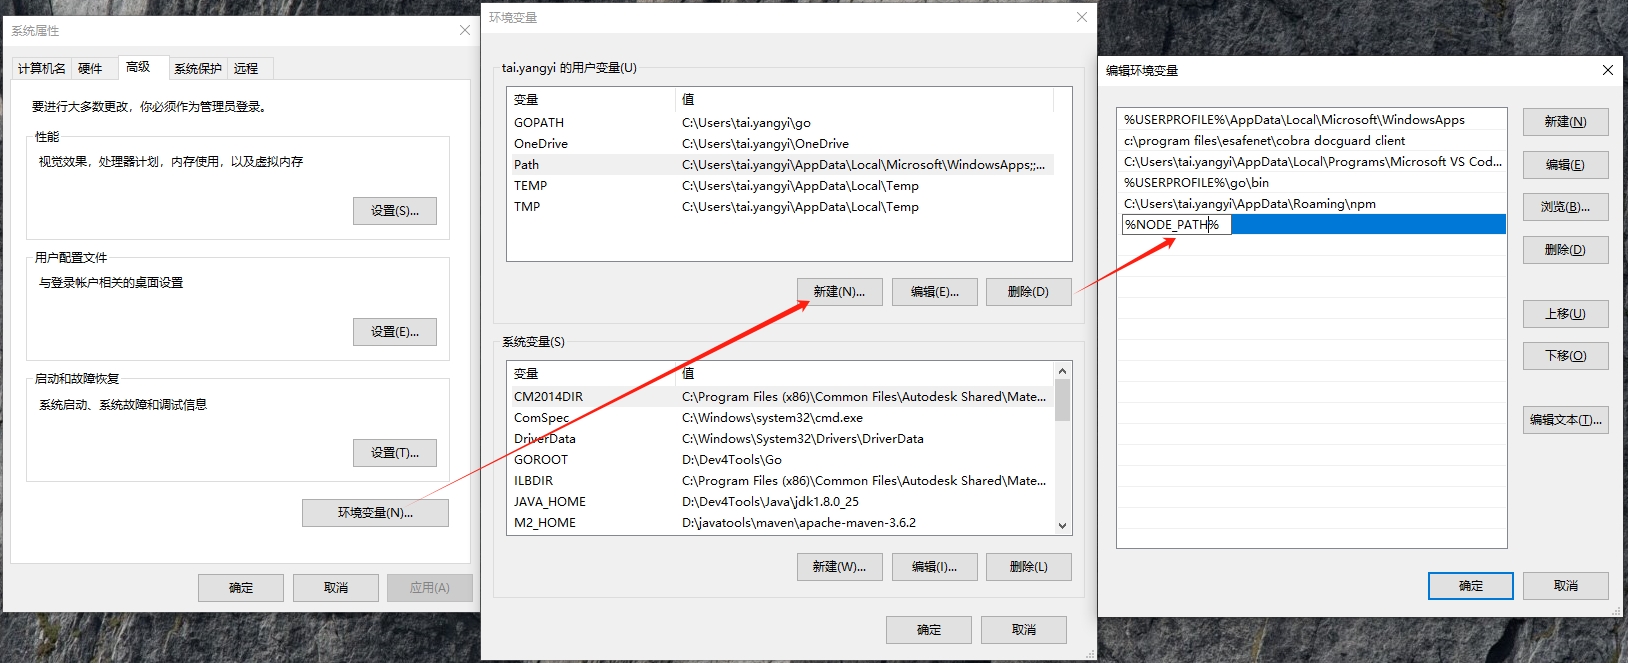 系统属性
计算机名 硬件 高级 系统保护 远程
要进行大多数更改，你必须作为管理员登录。
性能
视觉效果，处理器计划，内存使用，以及虚拟内存
设置(S)...
用户配置文件
与登录帐户相关的桌面设置
设置(E)...
启动和故障恢复
系统启动、系统故障和调试信息
设置(T)...
环境变量(N)...
确定 取消 应用(A)
环境变量
tai.yangyi 的用户变量(U)
变量 值
GOPATH C:\Users\tai.yangyi\go
OneDrive C:\Users\tai.yangyi\OneDrive
Path C:\Users\tai.yangyi\AppData\Local\Microsoft\WindowsApps;;...
TEMP C:\Users\tai.yangyi\AppData\Local\Temp
TMP C:\Users\tai.yangyi\AppData\Local\Temp
新建(N)... 编辑(E)... 删除(D)
系统变量(S)
变量 值
CM2014DIR C:\Program Files (x86)\Common Files\Autodesk Shared\Mate...
ComSpec C:\Windows\system32\cmd.exe
DriverData C:\Windows\System32\Drivers\DriverData
GOROOT D:\Dev4Tools\Go
ILBDIR C:\Program Files (x86)\Common Files\Autodesk Shared\Mate...
JAVA_HOME D:\Dev4Tools\Java\jdk1.8.0_25
M2_HOME D:\javatools\maven\apache-maven-3.6.2
新建(W)... 编辑(I)... 删除(L)
确定 取消
编辑环境变量
%USERPROFILE%\AppData\Local\Microsoft\WindowsApps
c:\program files\esafenet\cobra docguard client
C:\Users\tai.yangyi\AppData\Local\Programs\Microsoft VS Cod...
%USERPROFILE%\go\bin
C:\Users\tai.yangyi\AppData\Roaming\npm
%NODE_PATH%
新建(N)
编辑(E)
浏览(B)...
删除(D)
上移(U)
下移(O)
编辑文本(T)...
确定 取消